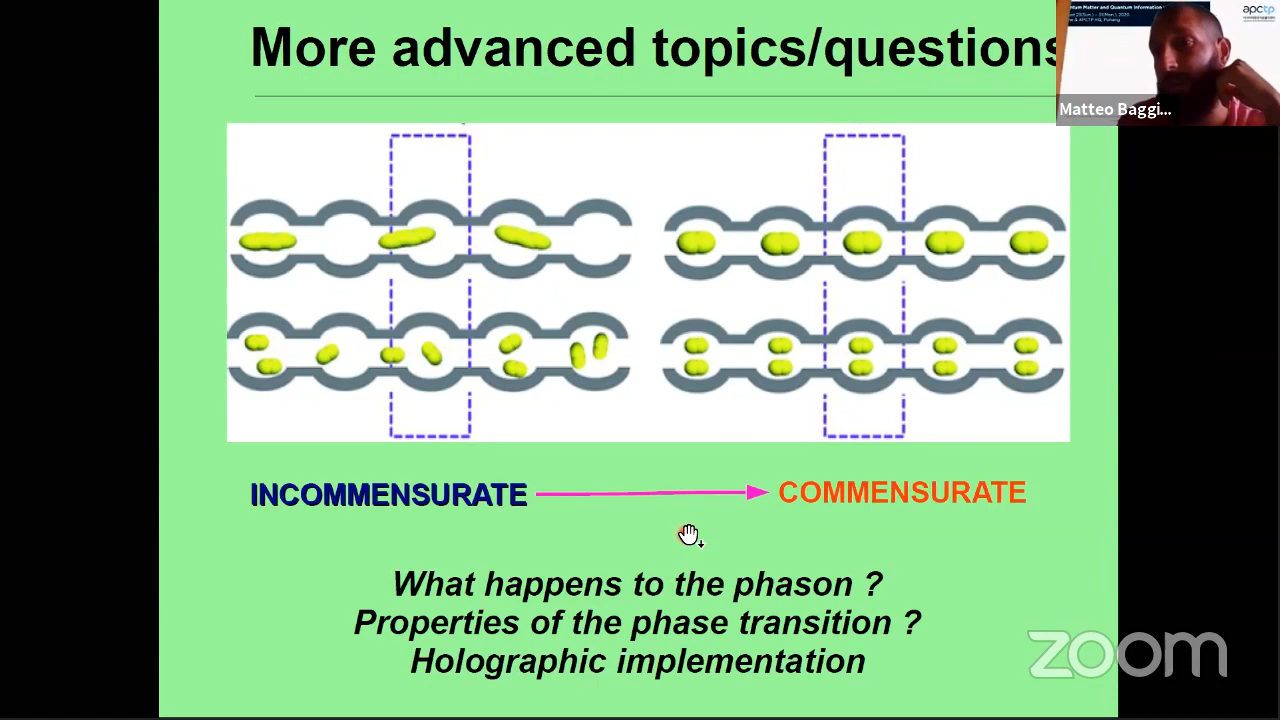 More advanced topics/questions
Matteo Baggi...
apctp
INCOMMENSURATE
COMMENSURATE
What happens to the phason ?
Properties of the phase transition ?
Holographic implementation
zoom